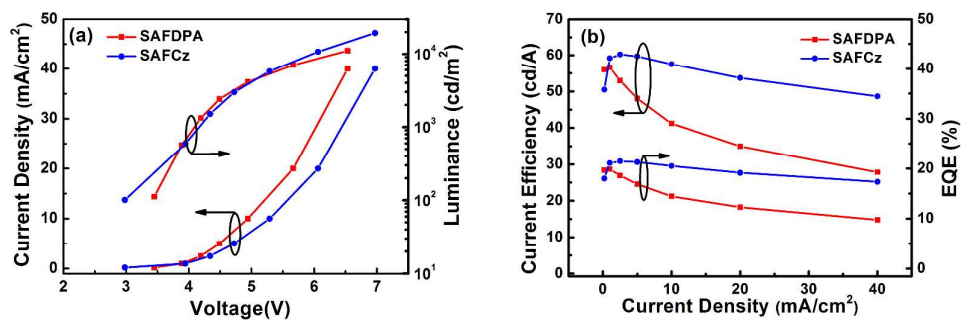 (a)
SAFDPA
SAFCz
Current Density (mA/cm²)
50
40
30
20
10
0
Luminance (cd/m²)
10⁴
10³
10²
10¹
2 3 4 5 6 7
Voltage(V)
(b)
SAFDPA
SAFCz
Current Efficiency (cd/A)
70
60
50
40
30
20
10
0
EQE (%)
50
40
30
20
10
0
0 10 20 30 40
Current Density (mA/cm²)